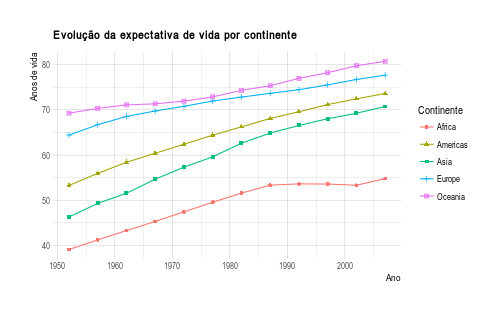 Evolução da expectativa de vida por continente
Anos de vida
80
70
60
50
40
1950
1960
1970
1980
1990
2000
Ano
Continente
Africa
Americas
Asia
Europe
Oceania